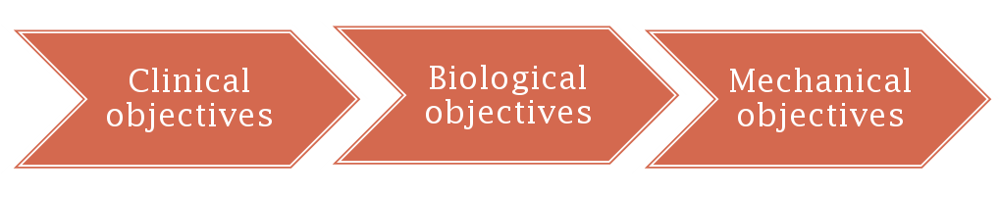 Clinical
objectives
Biological
objectives
Mechanical
objectives